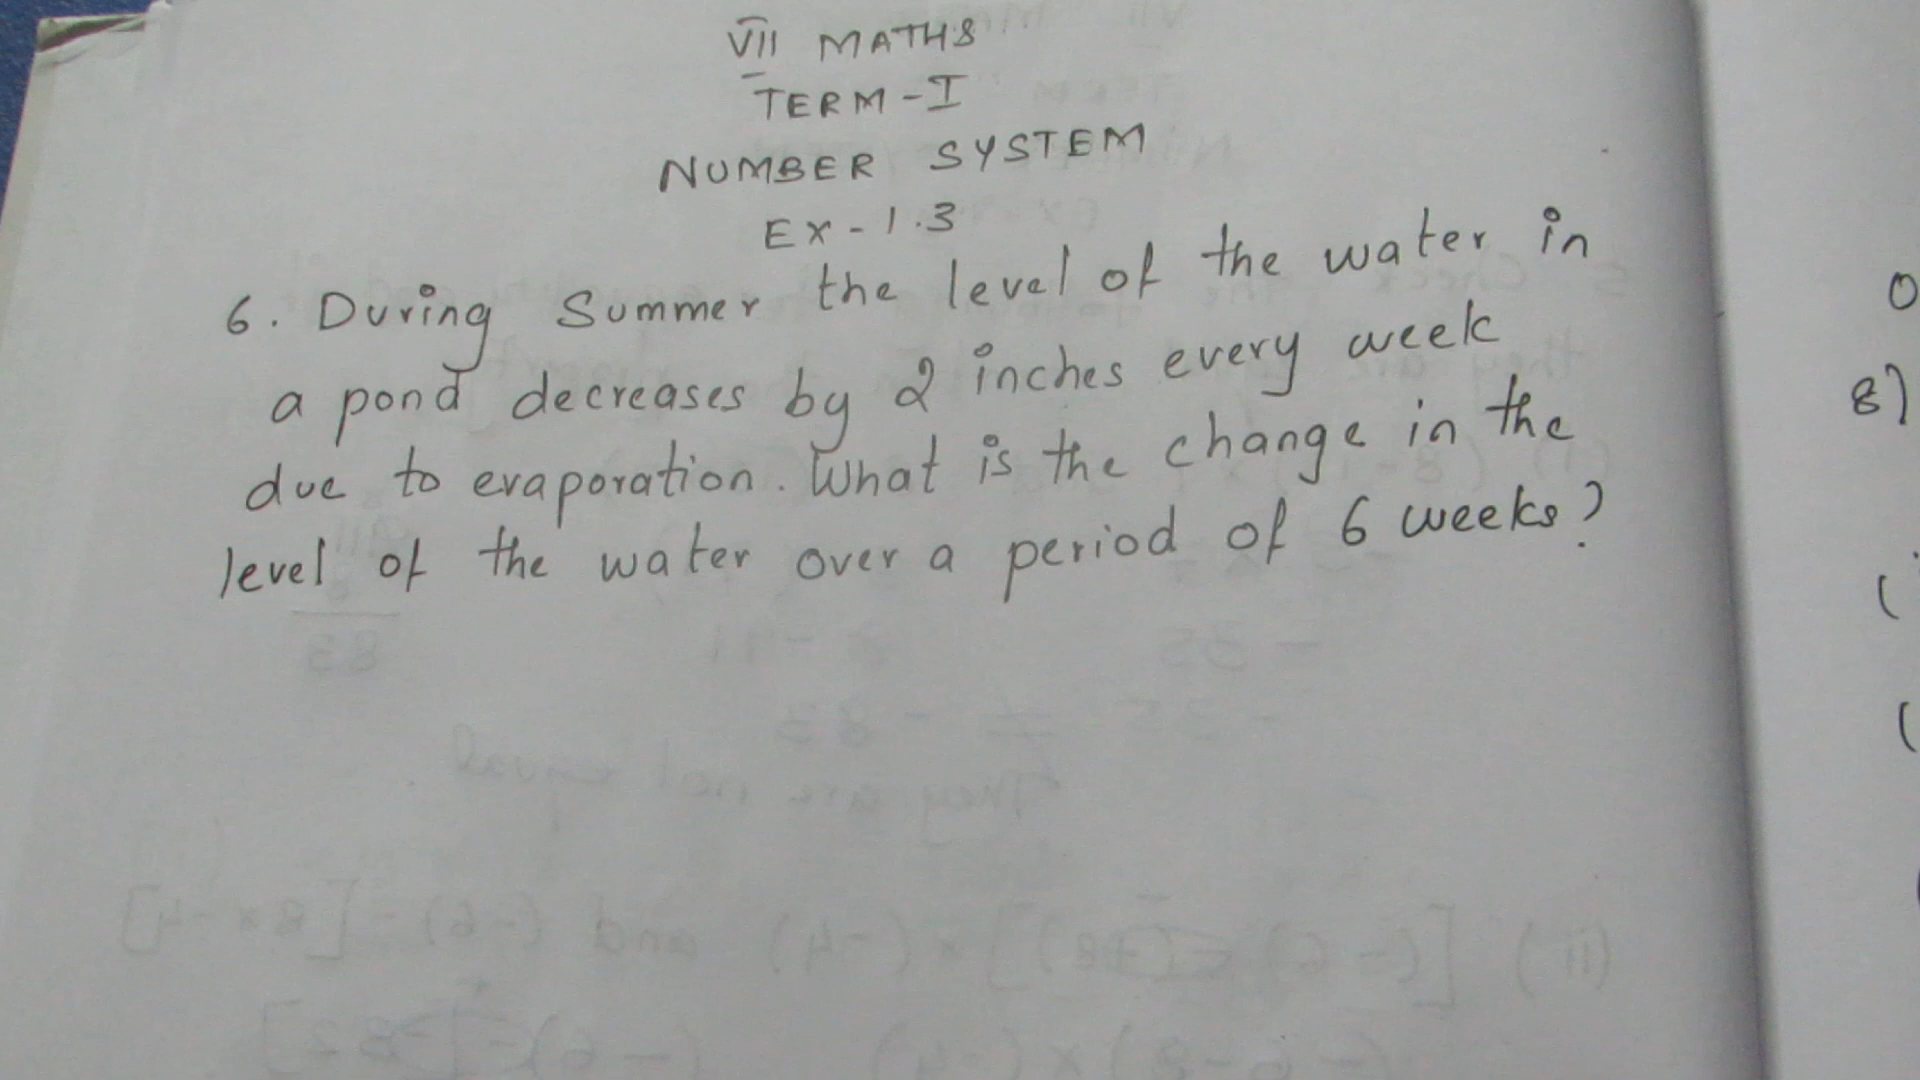 VII MATHS
TERM-I
NUMBER SYSTEM
Ex-1.3
6. During Summer the level of the water in
a pond decreases by 2 inches every week
due to evaporation. What is the change in the
level of the water over a period of 6 weeks?
8)